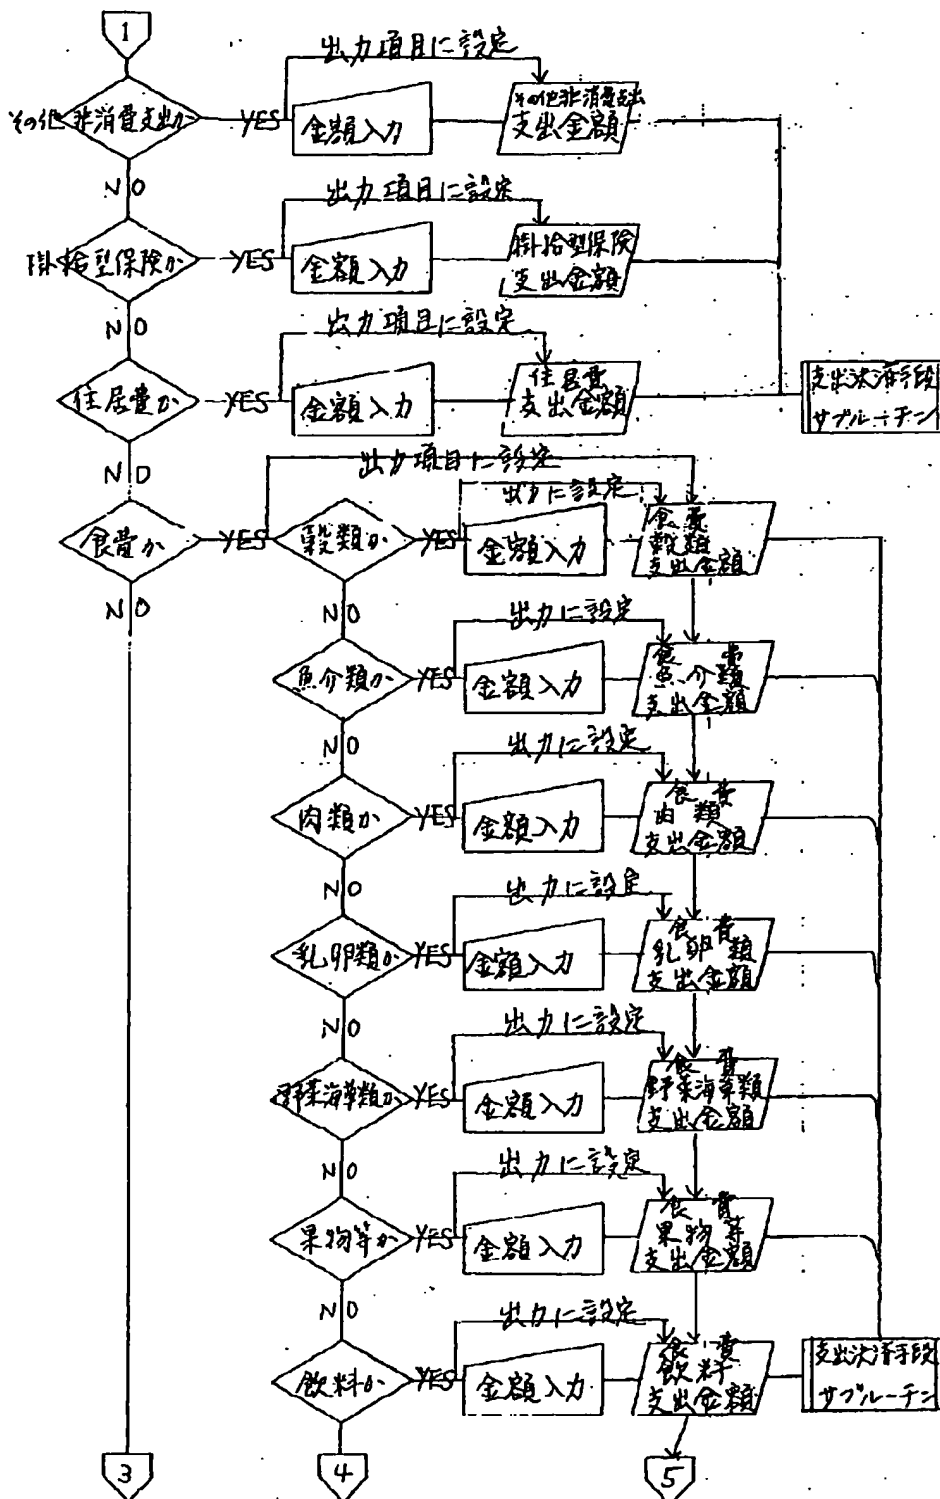 1
出力項目に設定
その他非消費支出か
YES
金額入力
その他非消費支出
支出金額
NO
出力項目に設定
掛捨型保険か
YES
金額入力
掛捨型保険
支出金額
NO
出力項目に設定
住居費か
YES
金額入力
住居費
支出金額
支出決済手段
サブルーチン
NO
出力項目に設定
出力に設定
食費か
YES
穀類か
YES
金額入力
食費
穀類
支出金額
NO
NO
出力に設定
魚介類か
YES
金額入力
食費
魚介類
支出金額
NO
出力に設定
肉類か
YES
金額入力
食費
肉類
支出金額
NO
出力に設定
乳卵類か
YES
金額入力
食費
乳卵類
支出金額
NO
出力に設定
野菜海草類か
YES
金額入力
食費
野菜海草類
支出金額
NO
出力に設定
果物等か
YES
金額入力
食費
果物等
支出金額
NO
出力に設定
飲料か
YES
金額入力
食費
飲料
支出金額
支出決済手段
サブルーチン
3
4
5